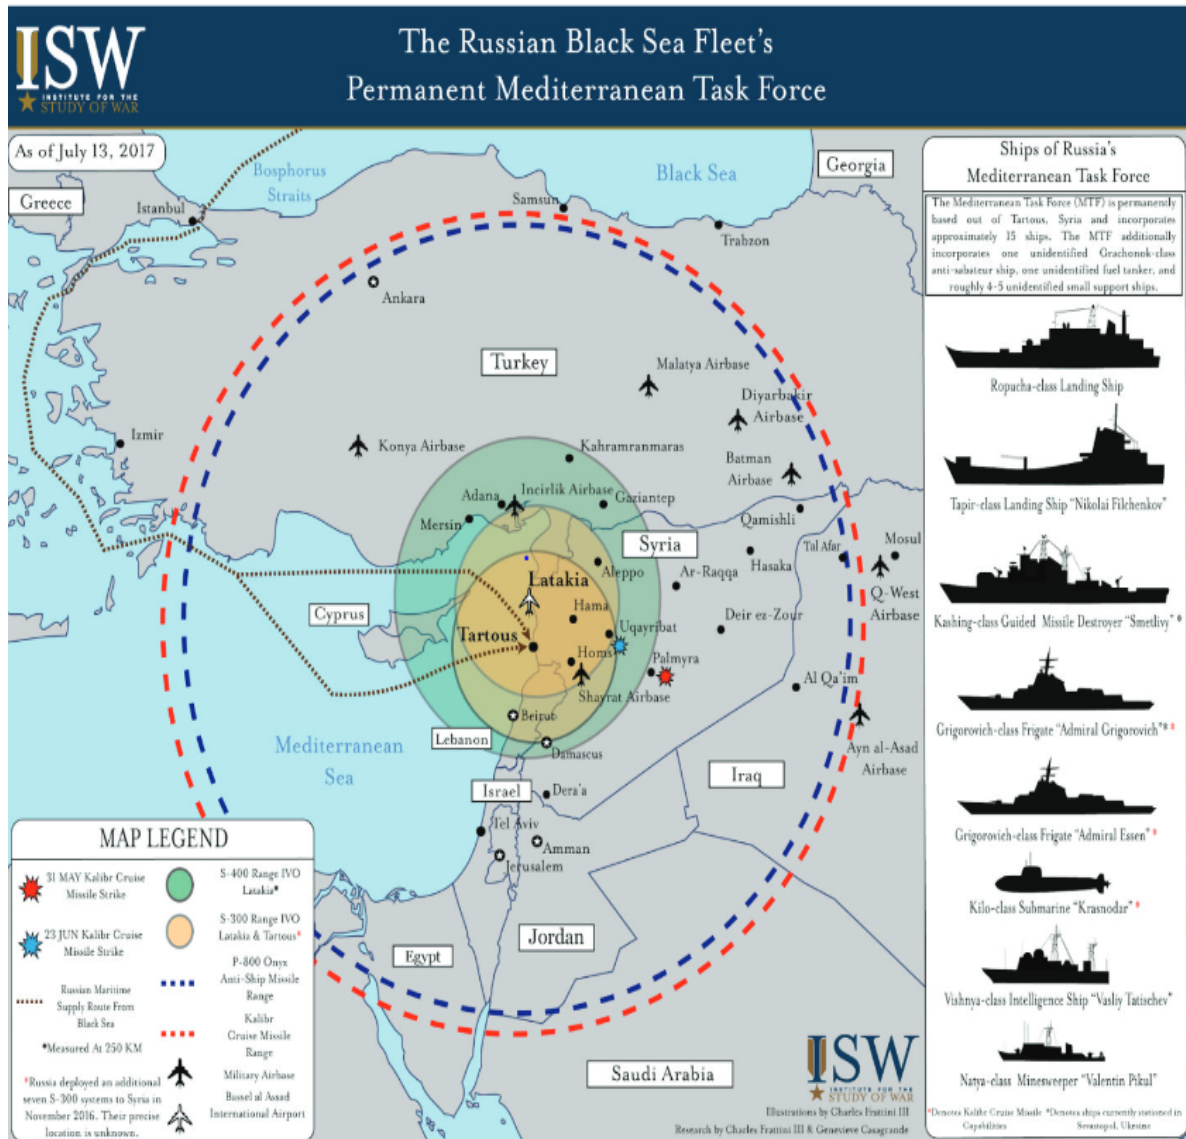 ISW
INSTITUTE FOR THE
STUDY OF WAR
The Russian Black Sea Fleet's
Permanent Mediterranean Task Force
As of July 13, 2017
Bosphorus
Straits
Black Sea
Georgia
Greece
Istanbul
Samsun
Trabzon
Ankara
Turkey
Malatya Airbase
Diyarbakir
Airbase
Izmir
Konya Airbase
Kahramranmaras
Batman
Airbase
Adana
Incirlik Airbase
Gaziantep
Mersin
Qamishli
Syria
Mosul
Tal Afar
Hasaka
Aleppo
Ar-Raqqa
Q-West
Airbase
Latakia
Cyprus
Hama
Deir ez-Zour
Uqayribat
Tartous
Homs
Palmyra
Shayrat Airbase
Al Qa'im
Beirut
Lebanon
Damascus
Ayn al-Asad
Airbase
Mediterranean
Sea
Iraq
Israel
Dera'a
Tel Aviv
Amman
Jerusalem
Jordan
Egypt
Saudi Arabia
MAP LEGEND
31 MAY Kalibr Cruise
Missile Strike
23 JUN Kalibr Cruise
Missile Strike
Russian Maritime
Supply Route From
Black Sea
*Measured At 250 KM
*Russia deployed an additional
seven S-300 systems to Syria in
November 2016. Their precise
location is unknown.
S-400 Range IVO
Latakia*
S-300 Range IVO
Latakia & Tartous*
P-800 Onyx
Anti-Ship Missile
Range
Kalibr
Cruise Missile
Range
Military Airbase
Bassel al Assad
International Airport
Ships of Russia's
Mediterranean Task Force
The Mediterranean Task Force (MTF) is permanently
based out of Tartous, Syria and incorporates
approximately 15 ships. The MTF additionally
incorporates one unidentified Grachonok-class
anti-sabateur ship, one unidentified fuel tanker, and
roughly 4-5 unidentified small support ships.
Ropucha-class Landing Ship
Tapir-class Landing Ship "Nikolai Filchenkov"
Kashing-class Guided Missile Destroyer "Smetlivy" *
Grigorovich-class Frigate "Admiral Grigorovich"* *
Grigorovich-class Frigate "Admiral Essen" *
Kilo-class Submarine "Krasnodar" *
Vishnya-class Intelligence Ship "Vasliy Tatischev"
Natya-class Minesweeper "Valentin Pikul"
*Denotes Kalibr Cruise Missile
Capabilities
*Denotes ships currently stationed in
Sevastopol, Ukraine
ISW
INSTITUTE FOR THE
STUDY OF WAR
Illustrations by Charles Frattini III
Research by Charles Frattini III & Genevieve Casagrande